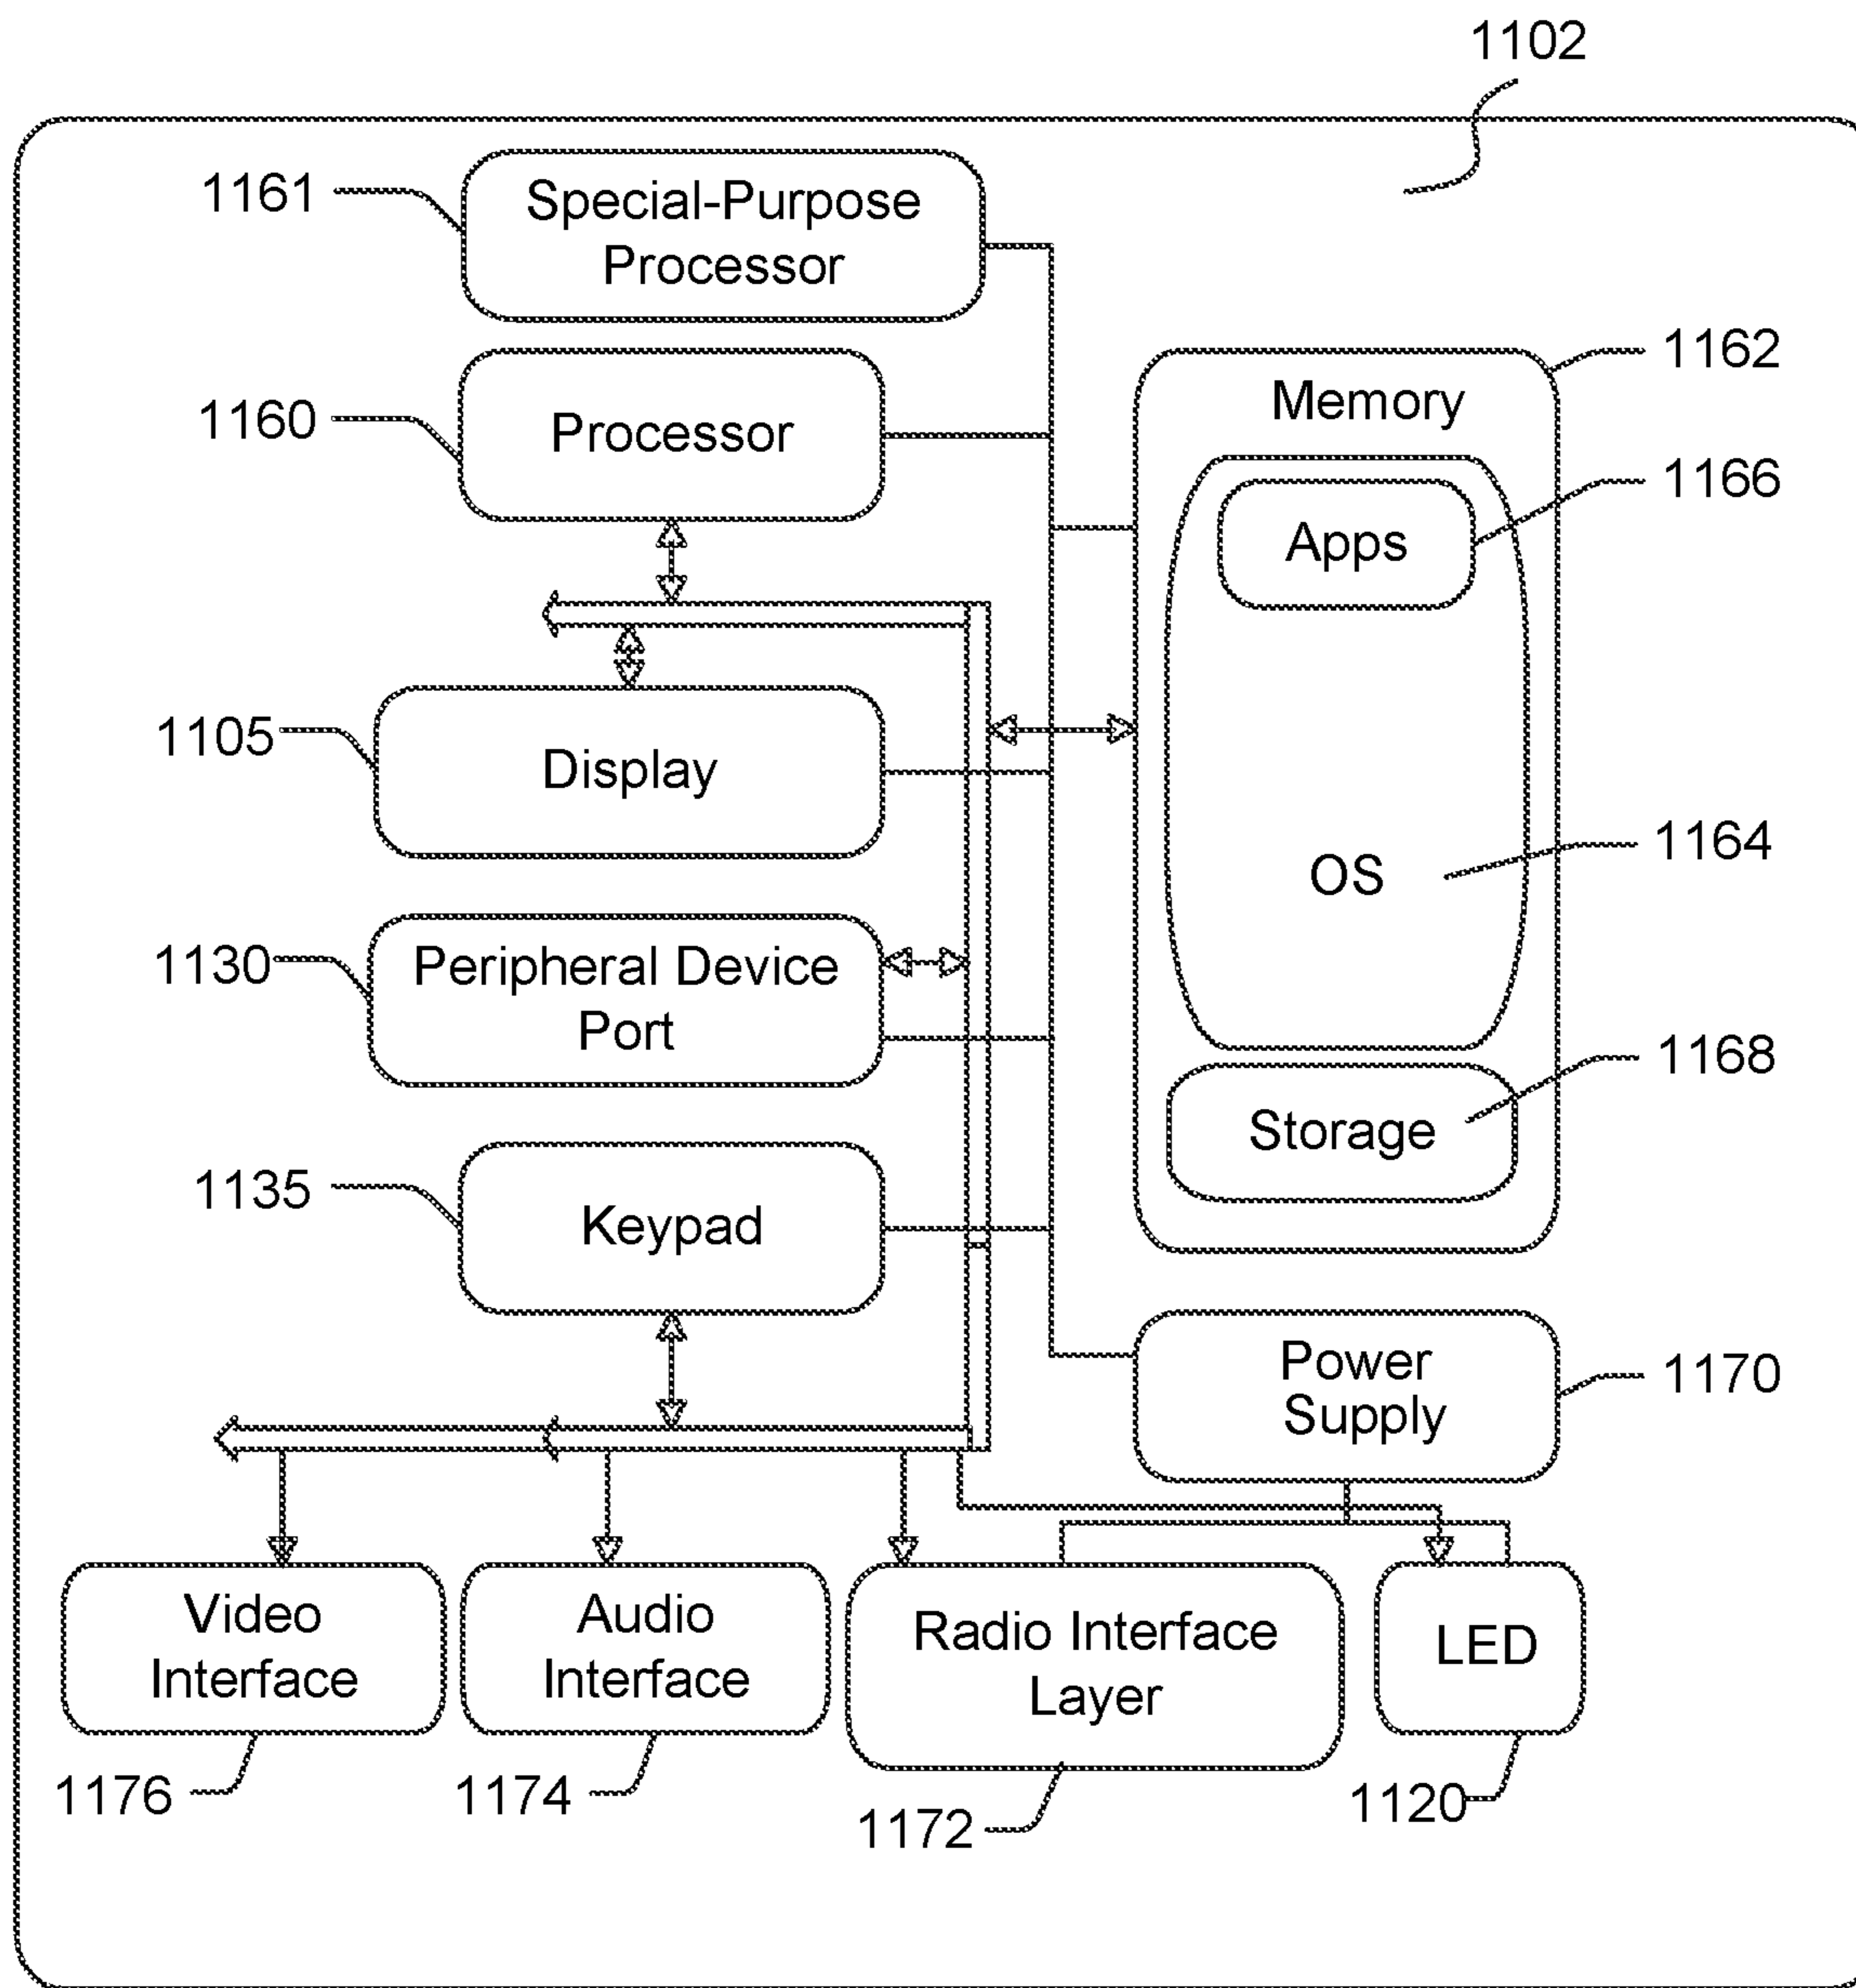 1102
1161
Special-Purpose
Processor
1162
Memory
1160
Processor
1166
Apps
1105
Display
1164
OS
1130
Peripheral Device
Port
1168
Storage
1135
Keypad
Power
Supply
1170
Video
Interface
Audio
Interface
Radio Interface
Layer
LED
1176
1174
1172
1120